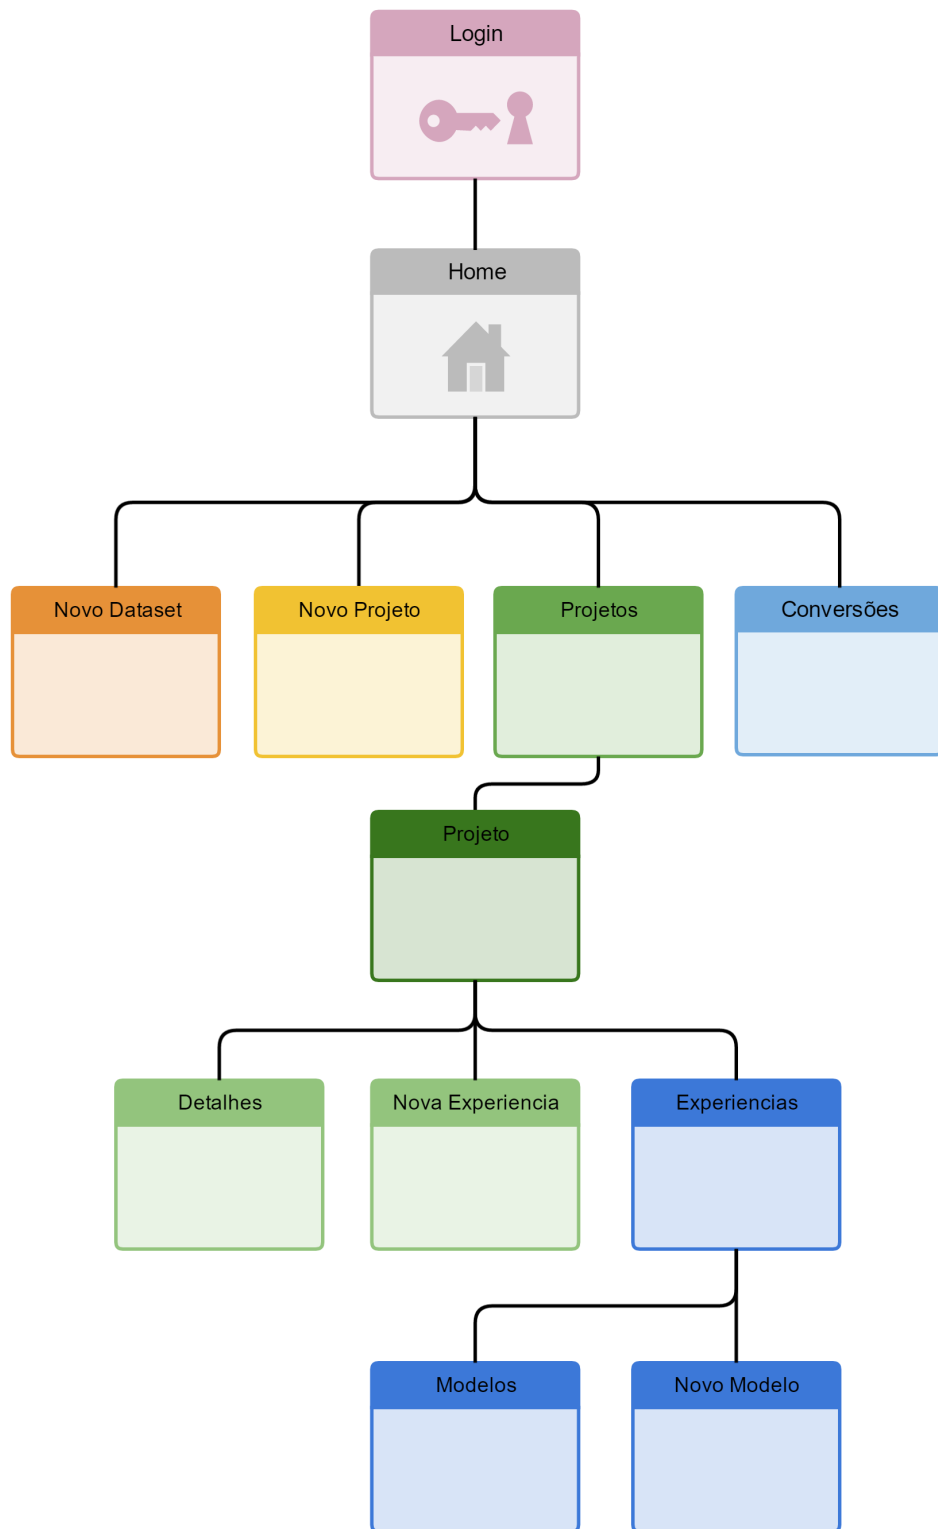 Login
Home
Novo Dataset
Novo Projeto
Projetos
Conversões
Projeto
Detalhes
Nova Experiencia
Experiencias
Modelos
Novo Modelo